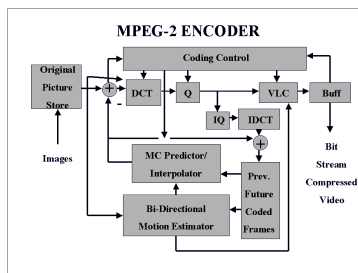 MPEG-2 ENCODER
Coding Control
Original
Picture
Store
+
-
DCT
Q
VLC
Buff
IQ
IDCT
+
Images
MC Predictor/
Interpolator
Prev.
Future
Coded
Frames
Bi-Directional
Motion Estimator
Bit
Stream
Compressed
Video